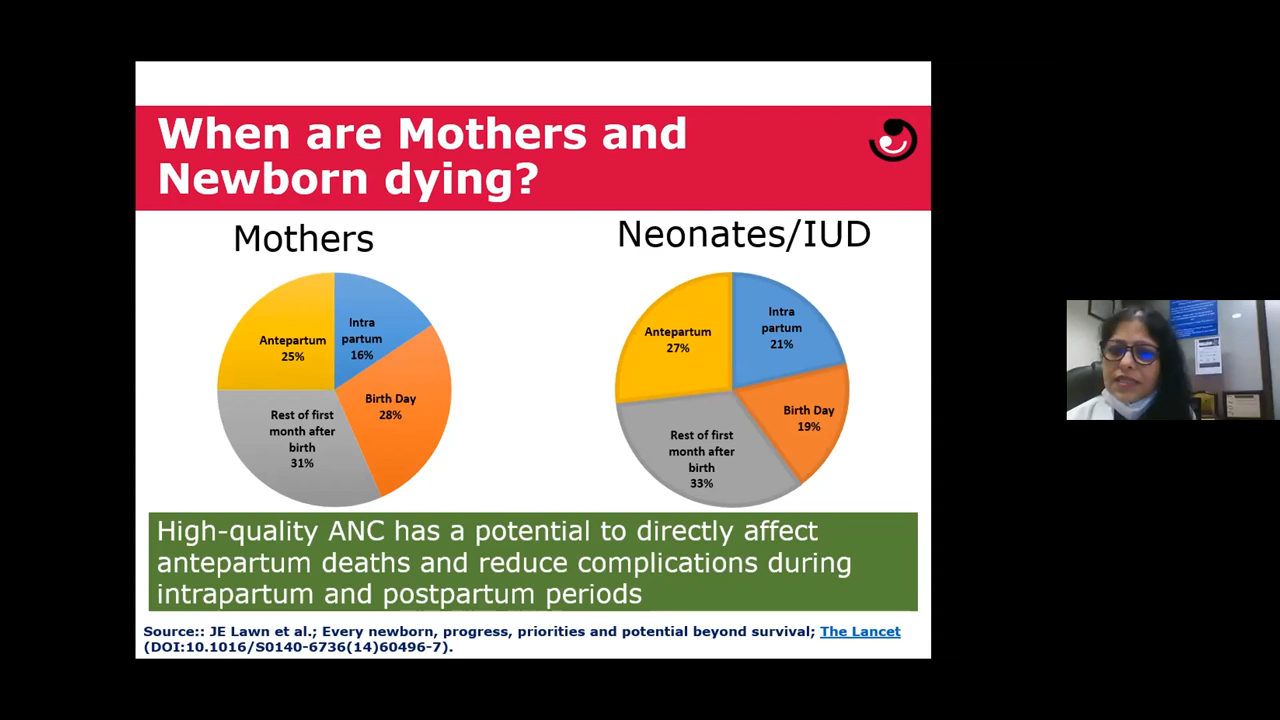 When are Mothers and
Newborn dying?
Mothers
Neonates/IUD
Intra
partum
16%
Birth Day
28%
Rest of first
month after
birth
31%
Antepartum
25%
Intra
partum
21%
Birth Day
19%
Rest of first
month after
birth
33%
Antepartum
27%
High-quality ANC has a potential to directly affect
antepartum deaths and reduce complications during
intrapartum and postpartum periods
Source:: JE Lawn et al.; Every newborn, progress, priorities and potential beyond survival; The Lancet
(DOI:10.1016/S0140-6736(14)60496-7).